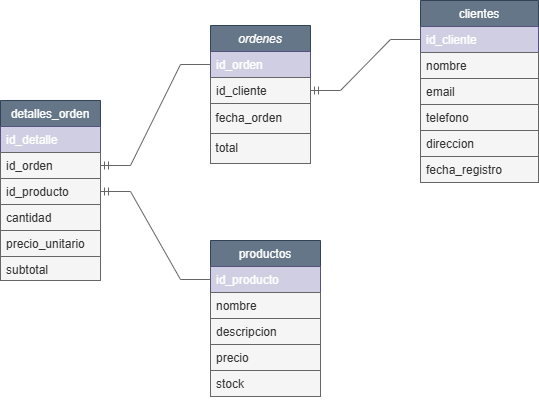 clientes
id_cliente
nombre
email
telefono
direccion
fecha_registro
ordenes
id_orden
id_cliente
fecha_orden
total
detalles_orden
id_detalle
id_orden
id_producto
cantidad
precio_unitario
subtotal
productos
id_producto
nombre
descripcion
precio
stock